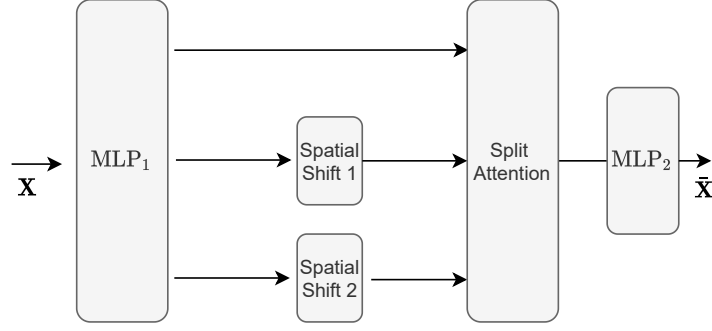 X
MLP₁
Spatial
Shift 1
Spatial
Shift 2
Split
Attention
MLP₂
X̄